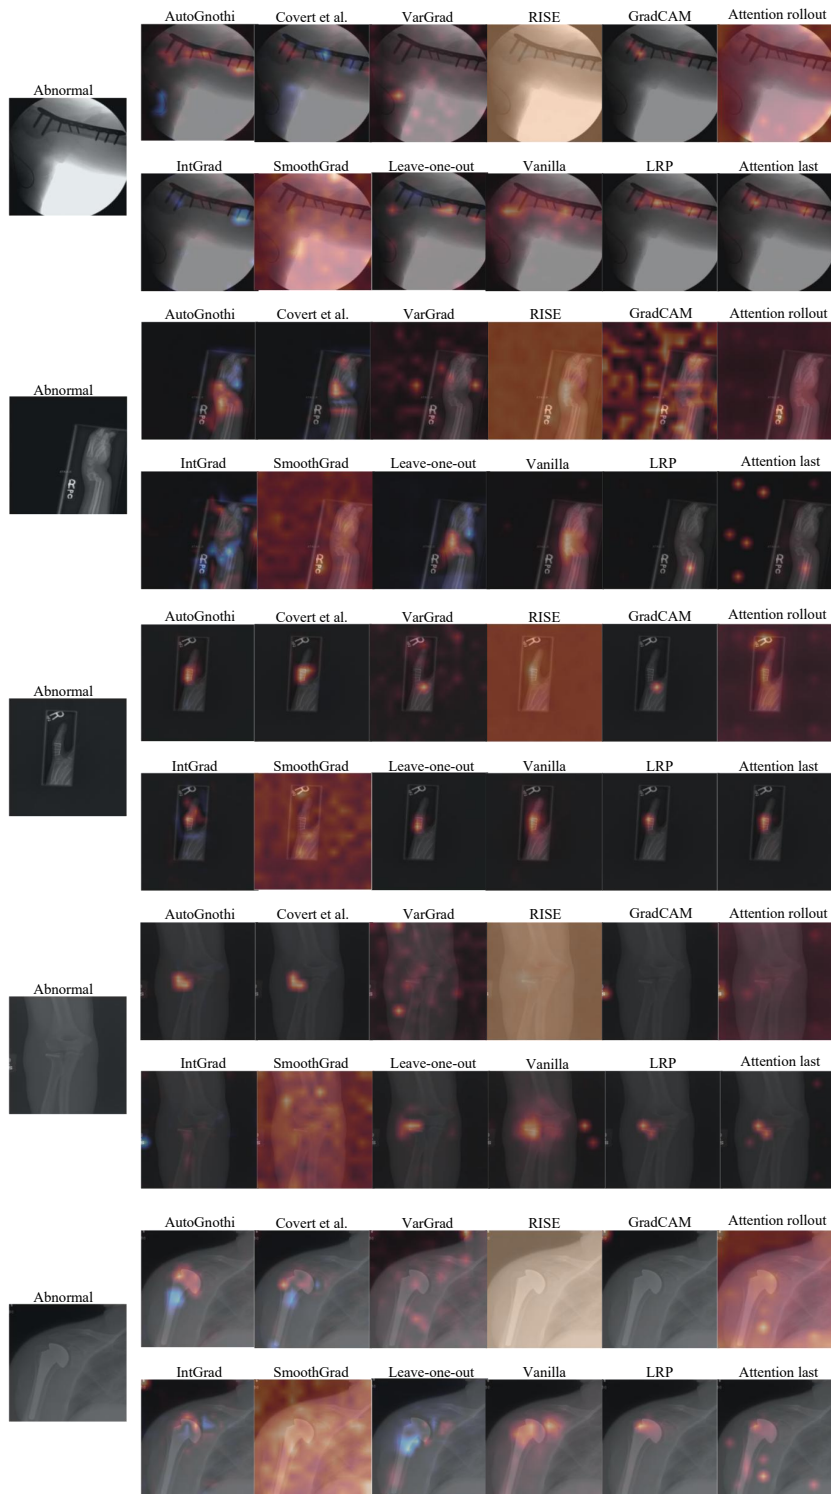 AutoGnothi Covert et al. VarGrad RISE GradCAM Attention rollout
Abnormal
IntGrad SmoothGrad Leave-one-out Vanilla LRP Attention last
AutoGnothi Covert et al. VarGrad RISE GradCAM Attention rollout
Abnormal
IntGrad SmoothGrad Leave-one-out Vanilla LRP Attention last
AutoGnothi Covert et al. VarGrad RISE GradCAM Attention rollout
Abnormal
IntGrad SmoothGrad Leave-one-out Vanilla LRP Attention last
AutoGnothi Covert et al. VarGrad RISE GradCAM Attention rollout
Abnormal
IntGrad SmoothGrad Leave-one-out Vanilla LRP Attention last
AutoGnothi Covert et al. VarGrad RISE GradCAM Attention rollout
Abnormal
IntGrad SmoothGrad Leave-one-out Vanilla LRP Attention last